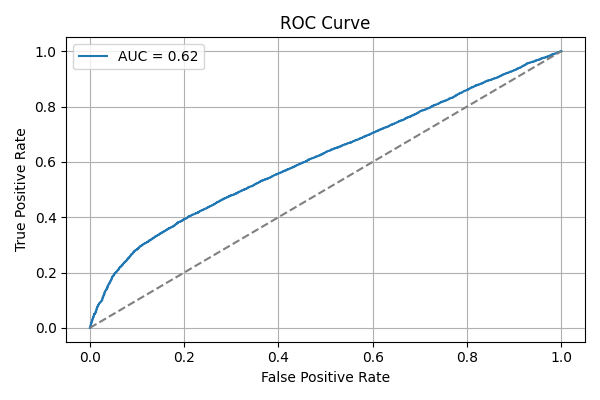 ROC Curve
AUC = 0.62
True Positive Rate
1.0
0.8
0.6
0.4
0.2
0.0
0.0 0.2 0.4 0.6 0.8 1.0
False Positive Rate